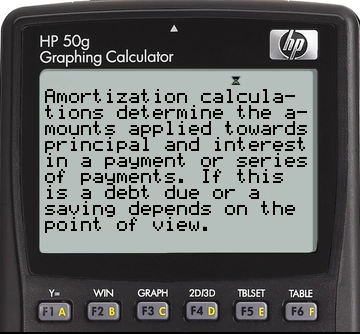 HP 50g
Graphing Calculator
hp
Amortization calcula-
tions determine the a-
mounts applied towards
principal and interest
in a payment or series
of payments. If this
is a debt due or a
saving depends on the
point of view.
Y= WIN GRAPH 2D/3D TBLSET TABLE
F1 A F2 B F3 C F4 D F5 E F6 F